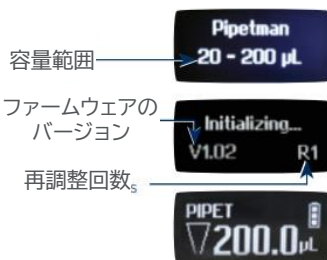 Pipetman
容量範囲
20 - 200 µL
ファームウェアの
バージョン
Initializing...
V1.02 R1
再調整回数s
PIPET
200.0µL